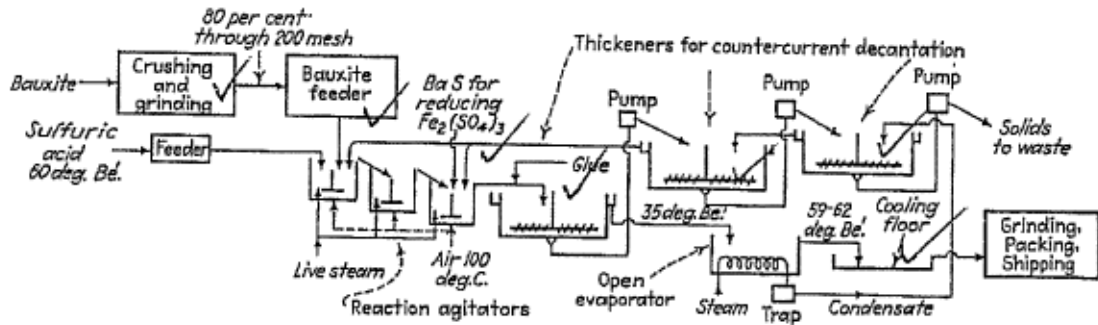 80 per cent
through 200 mesh
Thickeners for countercurrent decantation
Bauxite
Crushing
and
grinding
Bauxite
feeder
Ba S for
reducing
Fe2(SO4)3
Pump
Pump
Pump
Sulfuric
acid
60 deg. Bé.
Feeder
Solids
to waste
Glue
35 deg. Bé.
59-62
deg. Bé.
Cooling
floor
Grinding,
Packing,
Shipping
Live steam
Air 100
deg.C.
Reaction agitators
Open
evaporator
Steam
Trap
Condensate